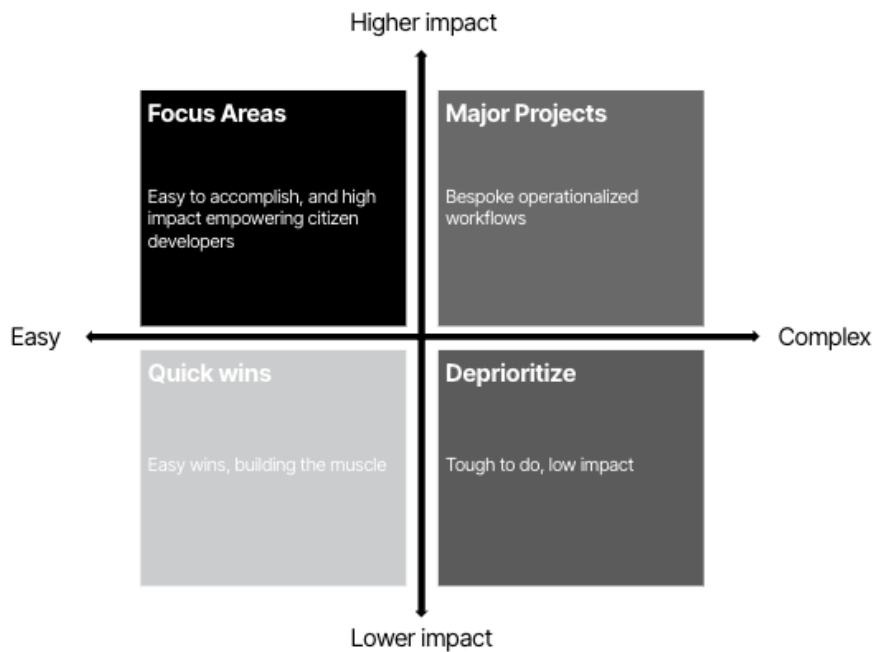 Higher impact
Focus Areas
Easy to accomplish, and high
impact empowering citizen
developers
Major Projects
Bespoke operationalized
workflows
Easy
Complex
Quick wins
Easy wins, building the muscle
Deprioritize
Tough to do, low impact
Lower impact